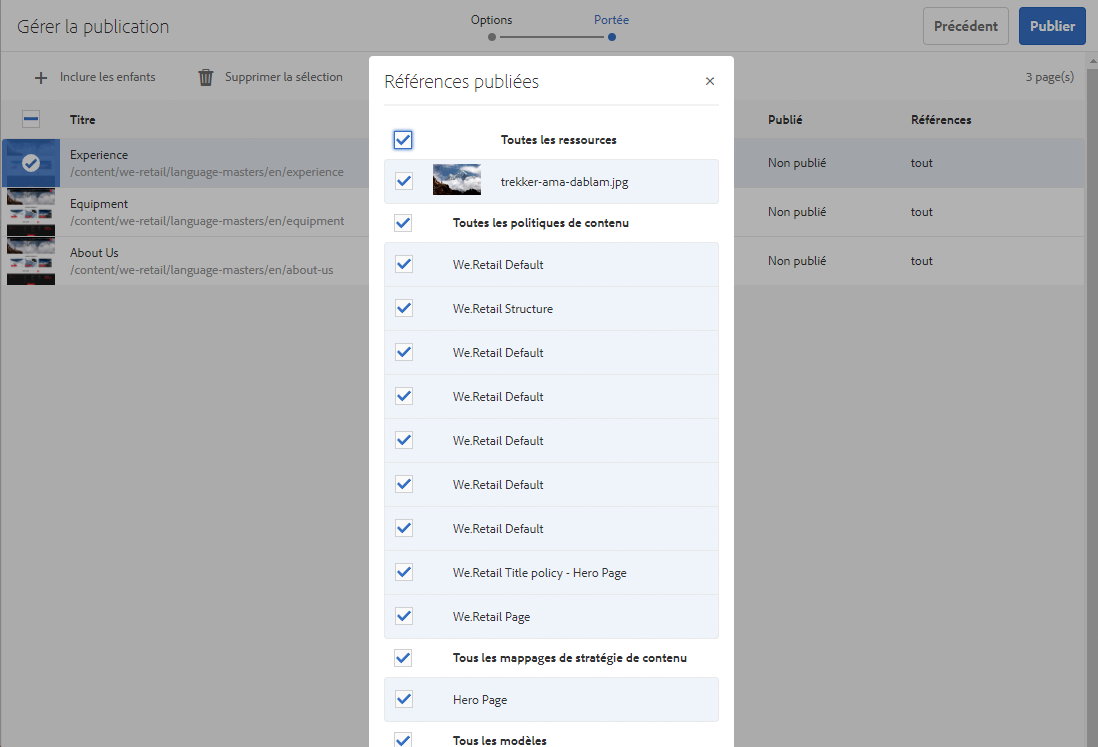 Gérer la publication
Options
Portée
Précédent
Publier
Inclure les enfants
Supprimer la sélection
3 page(s)
Titre
Publié
Références
Experience
/content/we-retail/language-masters/en/experience
Non publié
tout
Equipment
/content/we-retail/language-masters/en/equipment
Non publié
tout
About Us
/content/we-retail/language-masters/en/about-us
Non publié
tout
Références publiées
Toutes les ressources
trekker-ama-dablam.jpg
Toutes les politiques de contenu
We.Retail Default
We.Retail Structure
We.Retail Default
We.Retail Default
We.Retail Default
We.Retail Default
We.Retail Default
We.Retail Title policy - Hero Page
We.Retail Page
Tous les mappages de stratégie de contenu
Hero Page
Tous les modèles